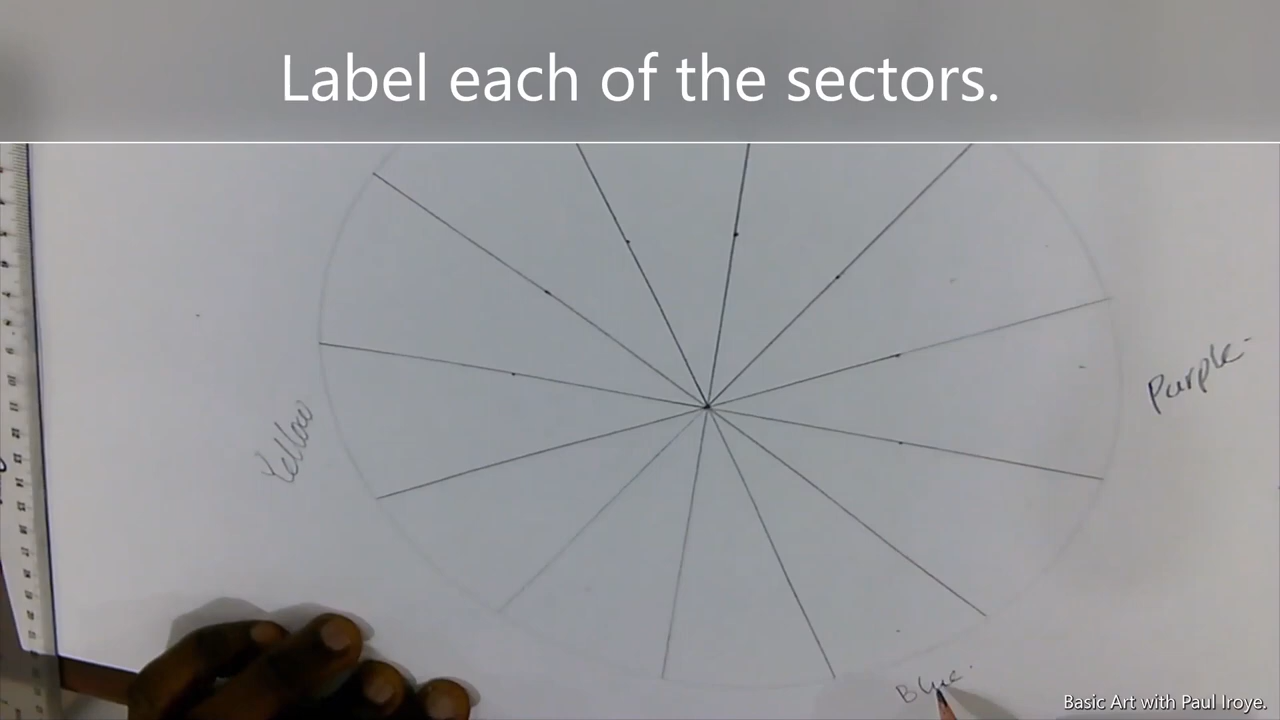 Label each of the sectors.
Purple
Yellow
Blue
Basic Art with Paul Iroye.